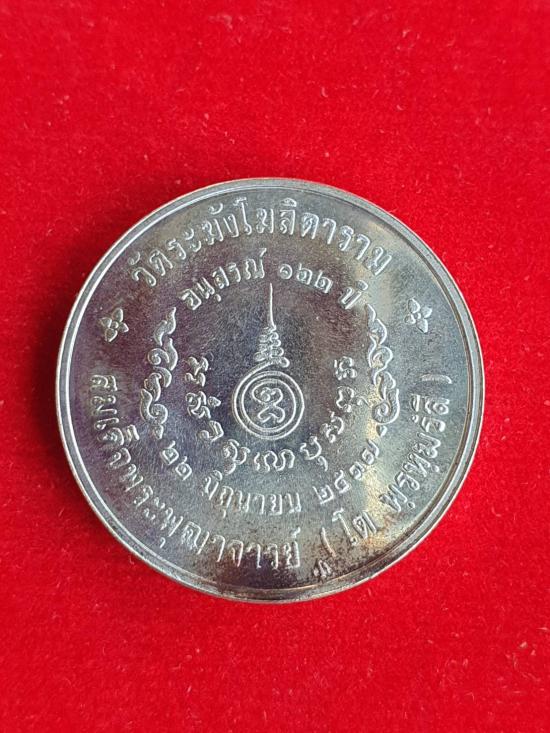 วัดระฆังโฆสิตาราม
อนุสรณ์ ๑๒๒ ปี
๒๒ มิถุนายน ๒๕๓๗
สมเด็จพระพุฒาจารย์ (โต พฺรหฺมรํสี)